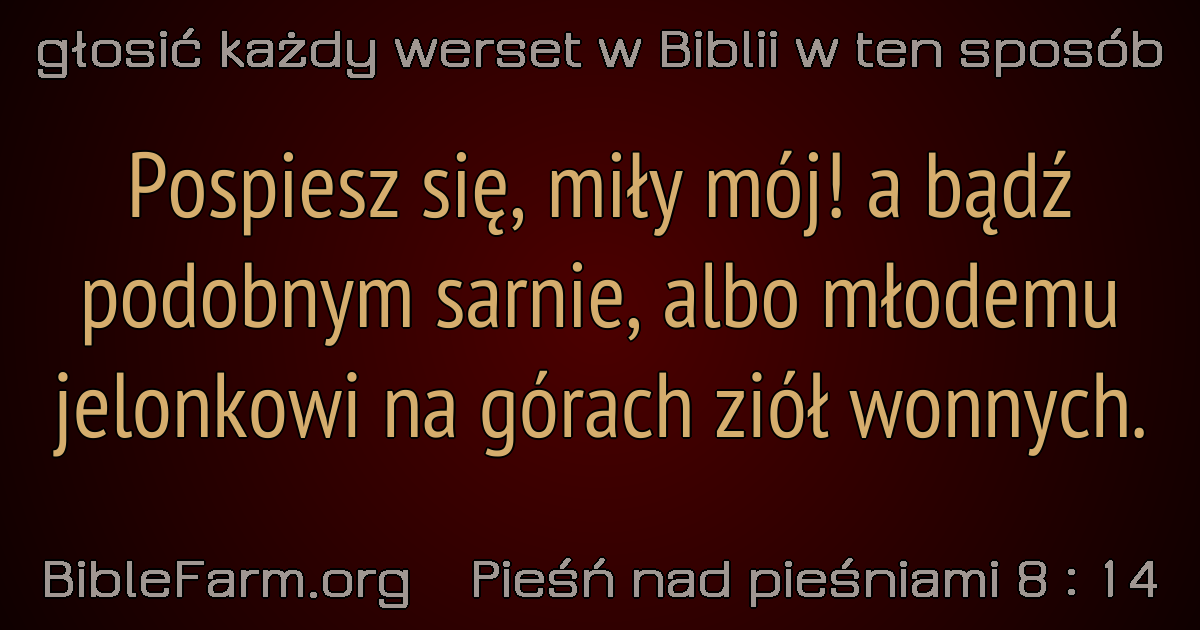 głosić każdy werset w Biblii w ten sposób
Pospiesz się, miły mój! a bądź
podobnym sarnie, albo młodemu
jelonkowi na górach ziół wonnych.
BibleFarm.org Pieśń nad pieśniami 8 : 14